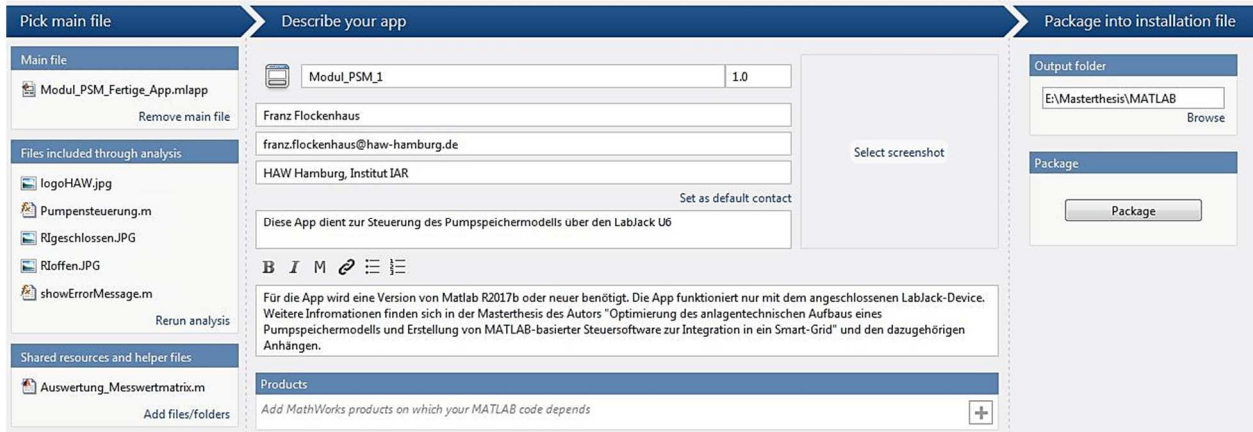 Pick main file
Describe your app
Package into installation file
Main file
Modul_PSM_Fertige_App.mlapp
Remove main file
Files included through analysis
logoHAW.jpg
Pumpensteuerung.m
RIgeschlossen.JPG
RIoffen.JPG
showErrorMessage.m
Rerun analysis
Shared resources and helper files
Auswertung_Messwertmatrix.m
Add files/folders
Modul_PSM_1
1.0
Franz Flockenhaus
franz.flockenhaus@haw-hamburg.de
HAW Hamburg, Institut IAR
Set as default contact
Diese App dient zur Steuerung des Pumpspeichermodells über den LabJack U6
Select screenshot
B I M
Für die App wird eine Version von Matlab R2017b oder neuer benötigt. Die App funktioniert nur mit dem angeschlossenen LabJack-Device.
Weitere Infromationen finden sich in der Masterthesis des Autors "Optimierung des anlagentechnischen Aufbaus eines
Pumpspeichermodells und Erstellung von MATLAB-basierter Steuersoftware zur Integration in ein Smart-Grid" und den dazugehörigen
Anhängen.
Products
Add MathWorks products on which your MATLAB code depends
Output folder
E:\Masterthesis\MATLAB
Browse
Package
Package